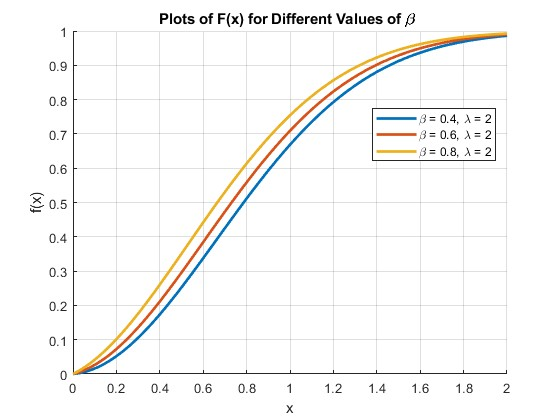 Plots of F(x) for Different Values of β
1
0.9
0.8
0.7
0.6
0.5
0.4
0.3
0.2
0.1
0
f(x)
β = 0.4, λ = 2
β = 0.6, λ = 2
β = 0.8, λ = 2
0 0.2 0.4 0.6 0.8 1 1.2 1.4 1.6 1.8 2
x